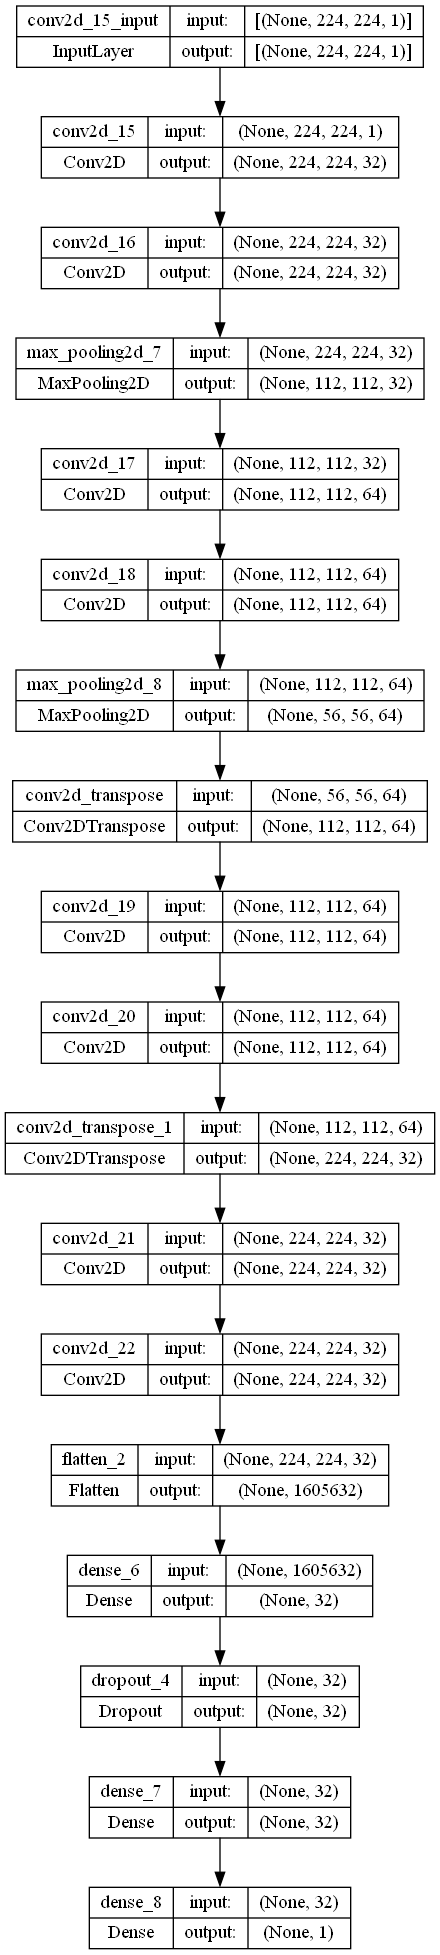 conv2d_15_input input: [(None, 224, 224, 1)]
InputLayer output: [(None, 224, 224, 1)]
conv2d_15 input: (None, 224, 224, 1)
Conv2D output: (None, 224, 224, 32)
conv2d_16 input: (None, 224, 224, 32)
Conv2D output: (None, 224, 224, 32)
max_pooling2d_7 input: (None, 224, 224, 32)
MaxPooling2D output: (None, 112, 112, 32)
conv2d_17 input: (None, 112, 112, 32)
Conv2D output: (None, 112, 112, 64)
conv2d_18 input: (None, 112, 112, 64)
Conv2D output: (None, 112, 112, 64)
max_pooling2d_8 input: (None, 112, 112, 64)
MaxPooling2D output: (None, 56, 56, 64)
conv2d_transpose input: (None, 56, 56, 64)
Conv2DTranspose output: (None, 112, 112, 64)
conv2d_19 input: (None, 112, 112, 64)
Conv2D output: (None, 112, 112, 64)
conv2d_20 input: (None, 112, 112, 64)
Conv2D output: (None, 112, 112, 64)
conv2d_transpose_1 input: (None, 112, 112, 64)
Conv2DTranspose output: (None, 224, 224, 32)
conv2d_21 input: (None, 224, 224, 32)
Conv2D output: (None, 224, 224, 32)
conv2d_22 input: (None, 224, 224, 32)
Conv2D output: (None, 224, 224, 32)
flatten_2 input: (None, 224, 224, 32)
Flatten output: (None, 1605632)
dense_6 input: (None, 1605632)
Dense output: (None, 32)
dropout_4 input: (None, 32)
Dropout output: (None, 32)
dense_7 input: (None, 32)
Dense output: (None, 32)
dense_8 input: (None, 32)
Dense output: (None, 1)